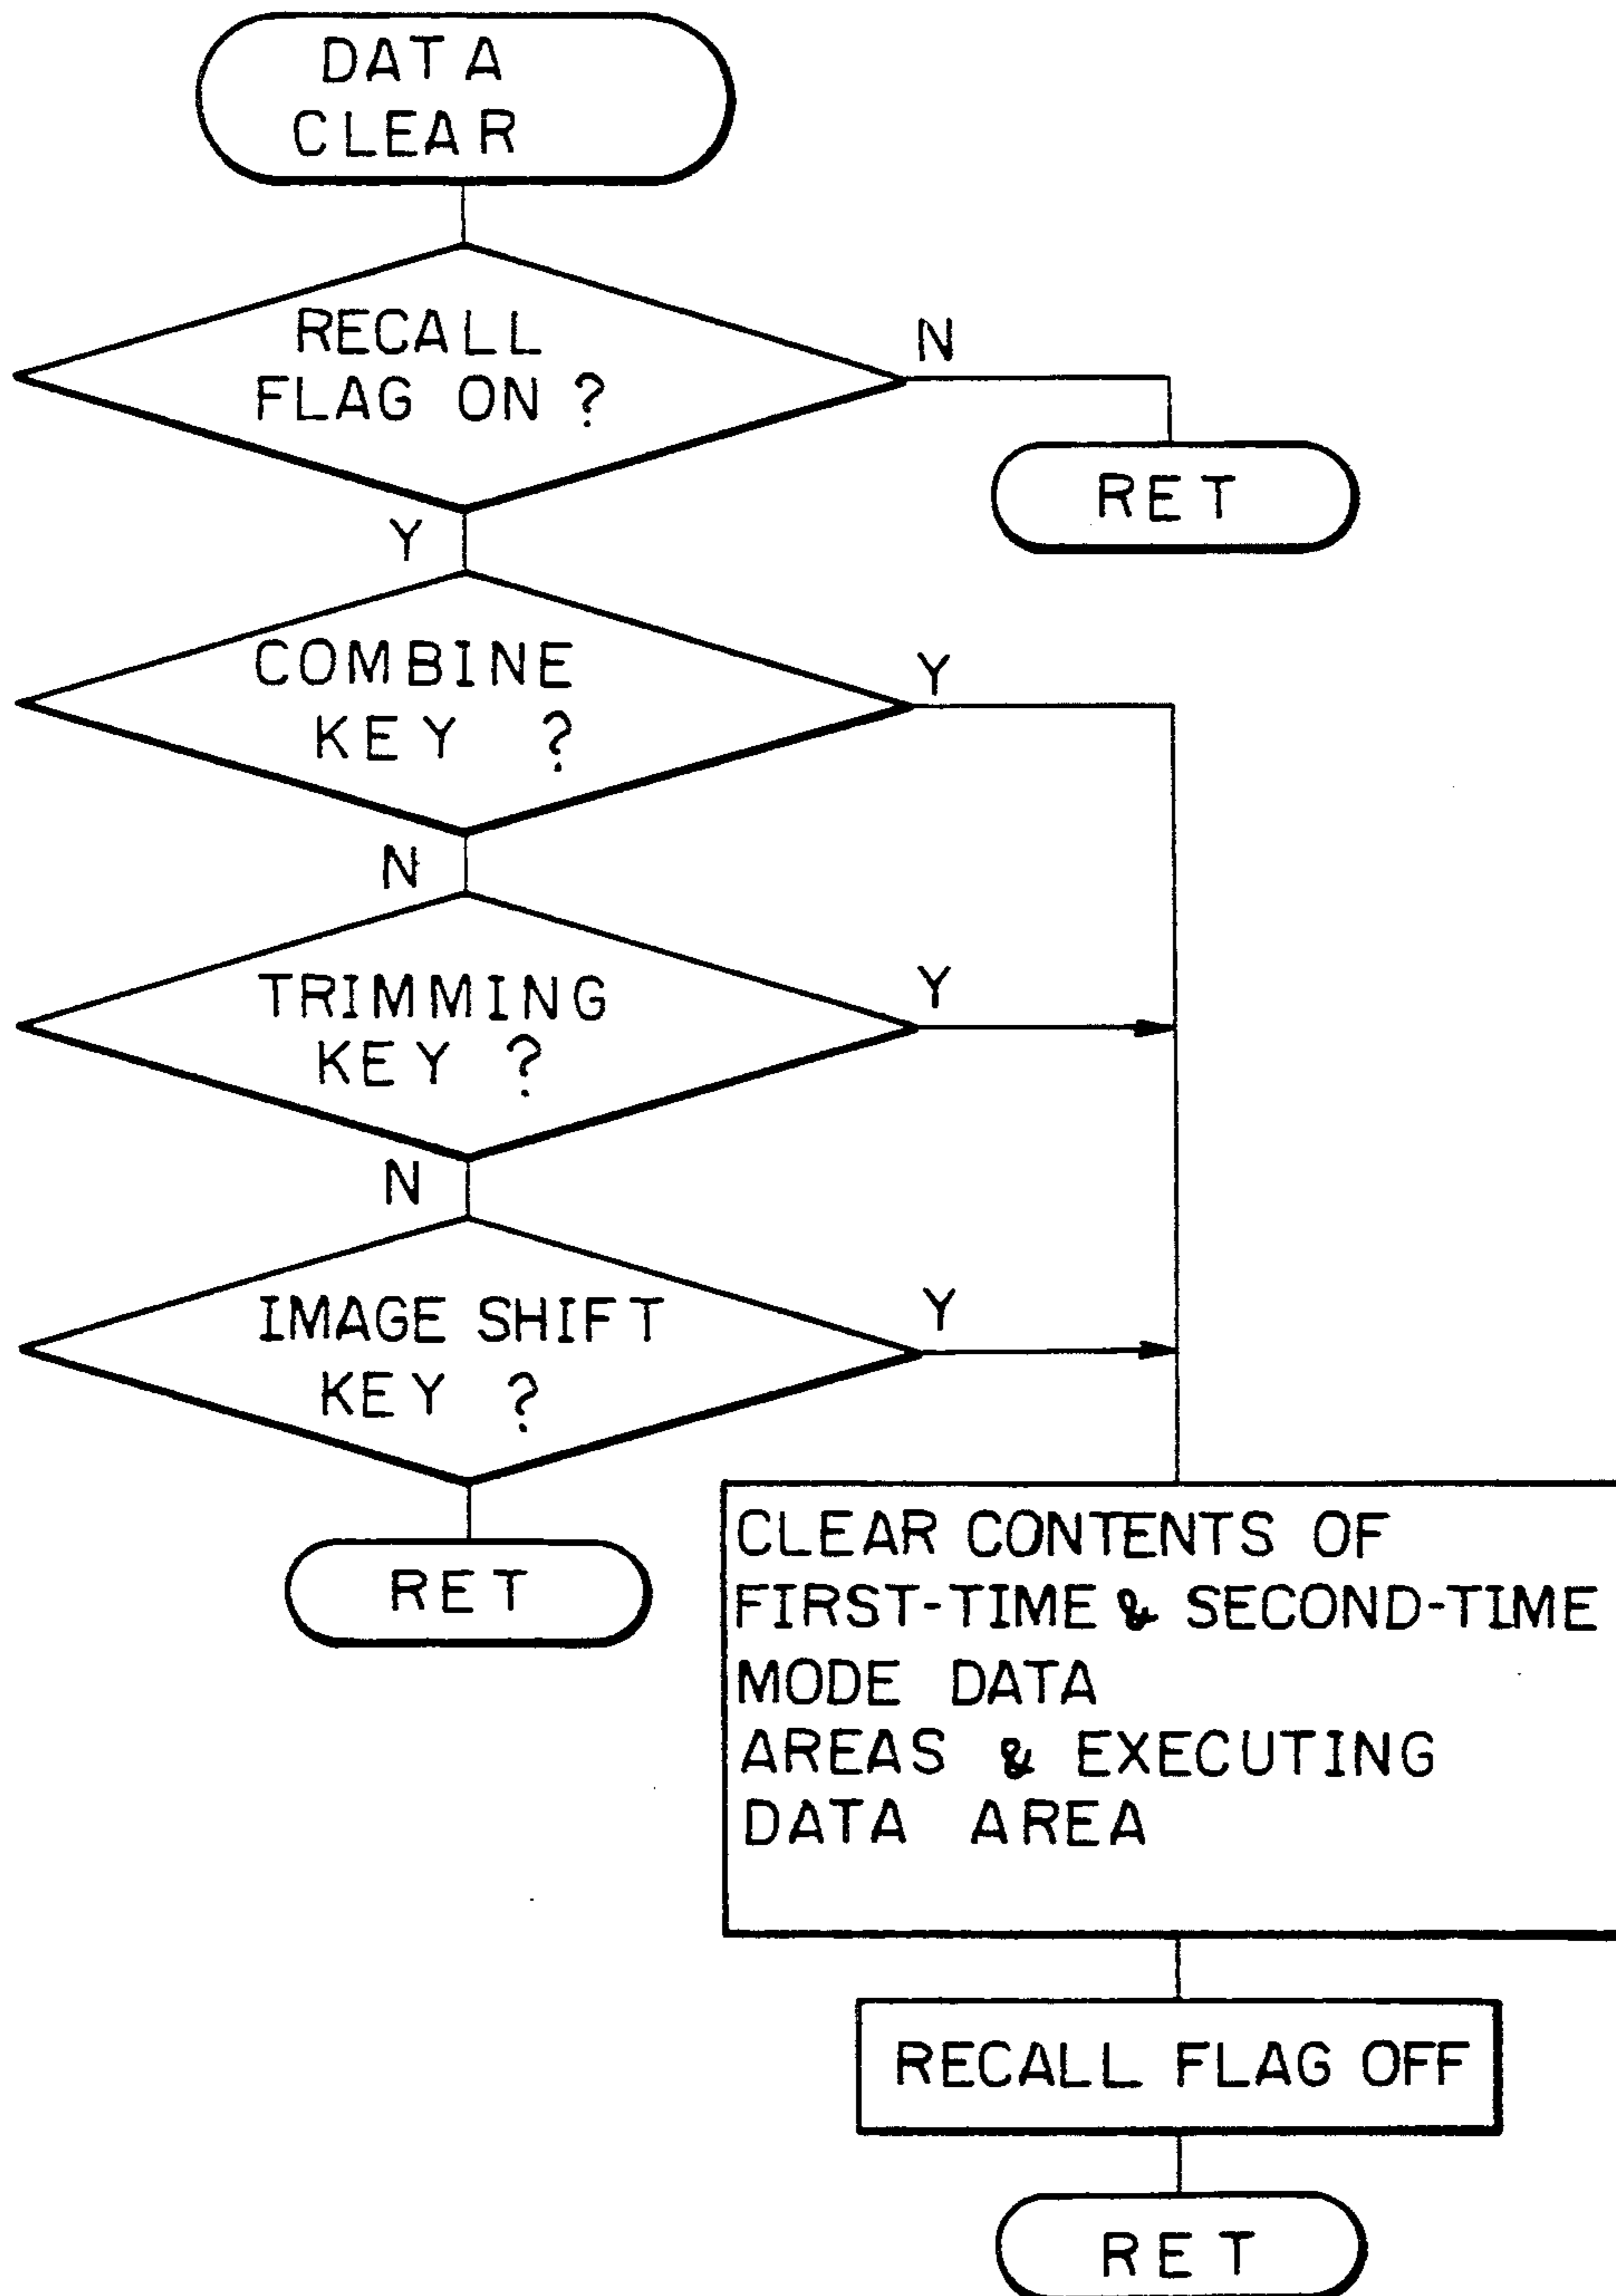 DATA
CLEAR
RECALL
FLAG ON ?
N
RET
Y
COMBINE
KEY ?
Y
N
TRIMMING
KEY ?
Y
N
IMAGE SHIFT
KEY ?
Y
RET
CLEAR CONTENTS OF
FIRST-TIME & SECOND-TIME
MODE DATA
AREAS & EXECUTING
DATA AREA
RECALL FLAG OFF
RET